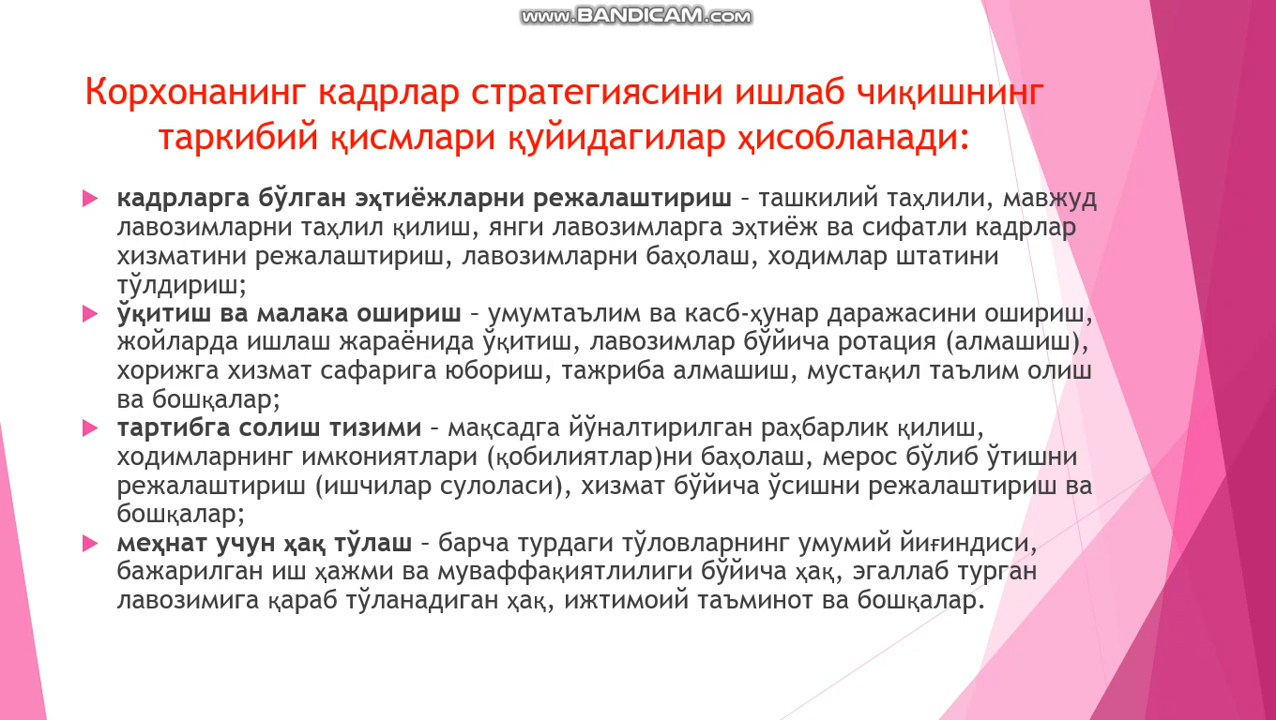 www.BANDICAM.com
Корхонанинг кадрлар стратегиясини ишлаб чиқишнинг
таркибий қисмлари қуйидагилар ҳисобланади:
кадрларга бўлган эҳтиёжларни режалаштириш – ташкилий таҳлили, мавжуд
лавозимларни таҳлил қилиш, янги лавозимларга эҳтиёж ва сифатли кадрлар
хизматини режалаштириш, лавозимларни баҳолаш, ходимлар штатини
тўлдириш;
ўқитиш ва малака ошириш – умумтаълим ва касб-ҳунар даражасини ошириш,
жойларда ишлаш жараёнида ўқитиш, лавозимлар бўйича ротация (алмашиш),
хорижга хизмат сафарига юбориш, тажриба алмашиш, мустақил таълим олиш
ва бошқалар;
тартибга солиш тизими – мақсадга йўналтирилган раҳбарлик қилиш,
ходимларнинг имкониятлари (қобилиятлар)ни баҳолаш, мерос бўлиб ўтишни
режалаштириш (ишчилар сулоласи), хизмат бўйича ўсишни режалаштириш ва
бошқалар;
меҳнат учун ҳақ тўлаш – барча турдаги тўловларнинг умумий йиғиндиси,
бажарилган иш ҳажми ва муваффақиятлилиги бўйича ҳақ, эгаллаб турган
лавозимига қараб тўланадиган ҳақ, ижтимоий таъминот ва бошқалар.